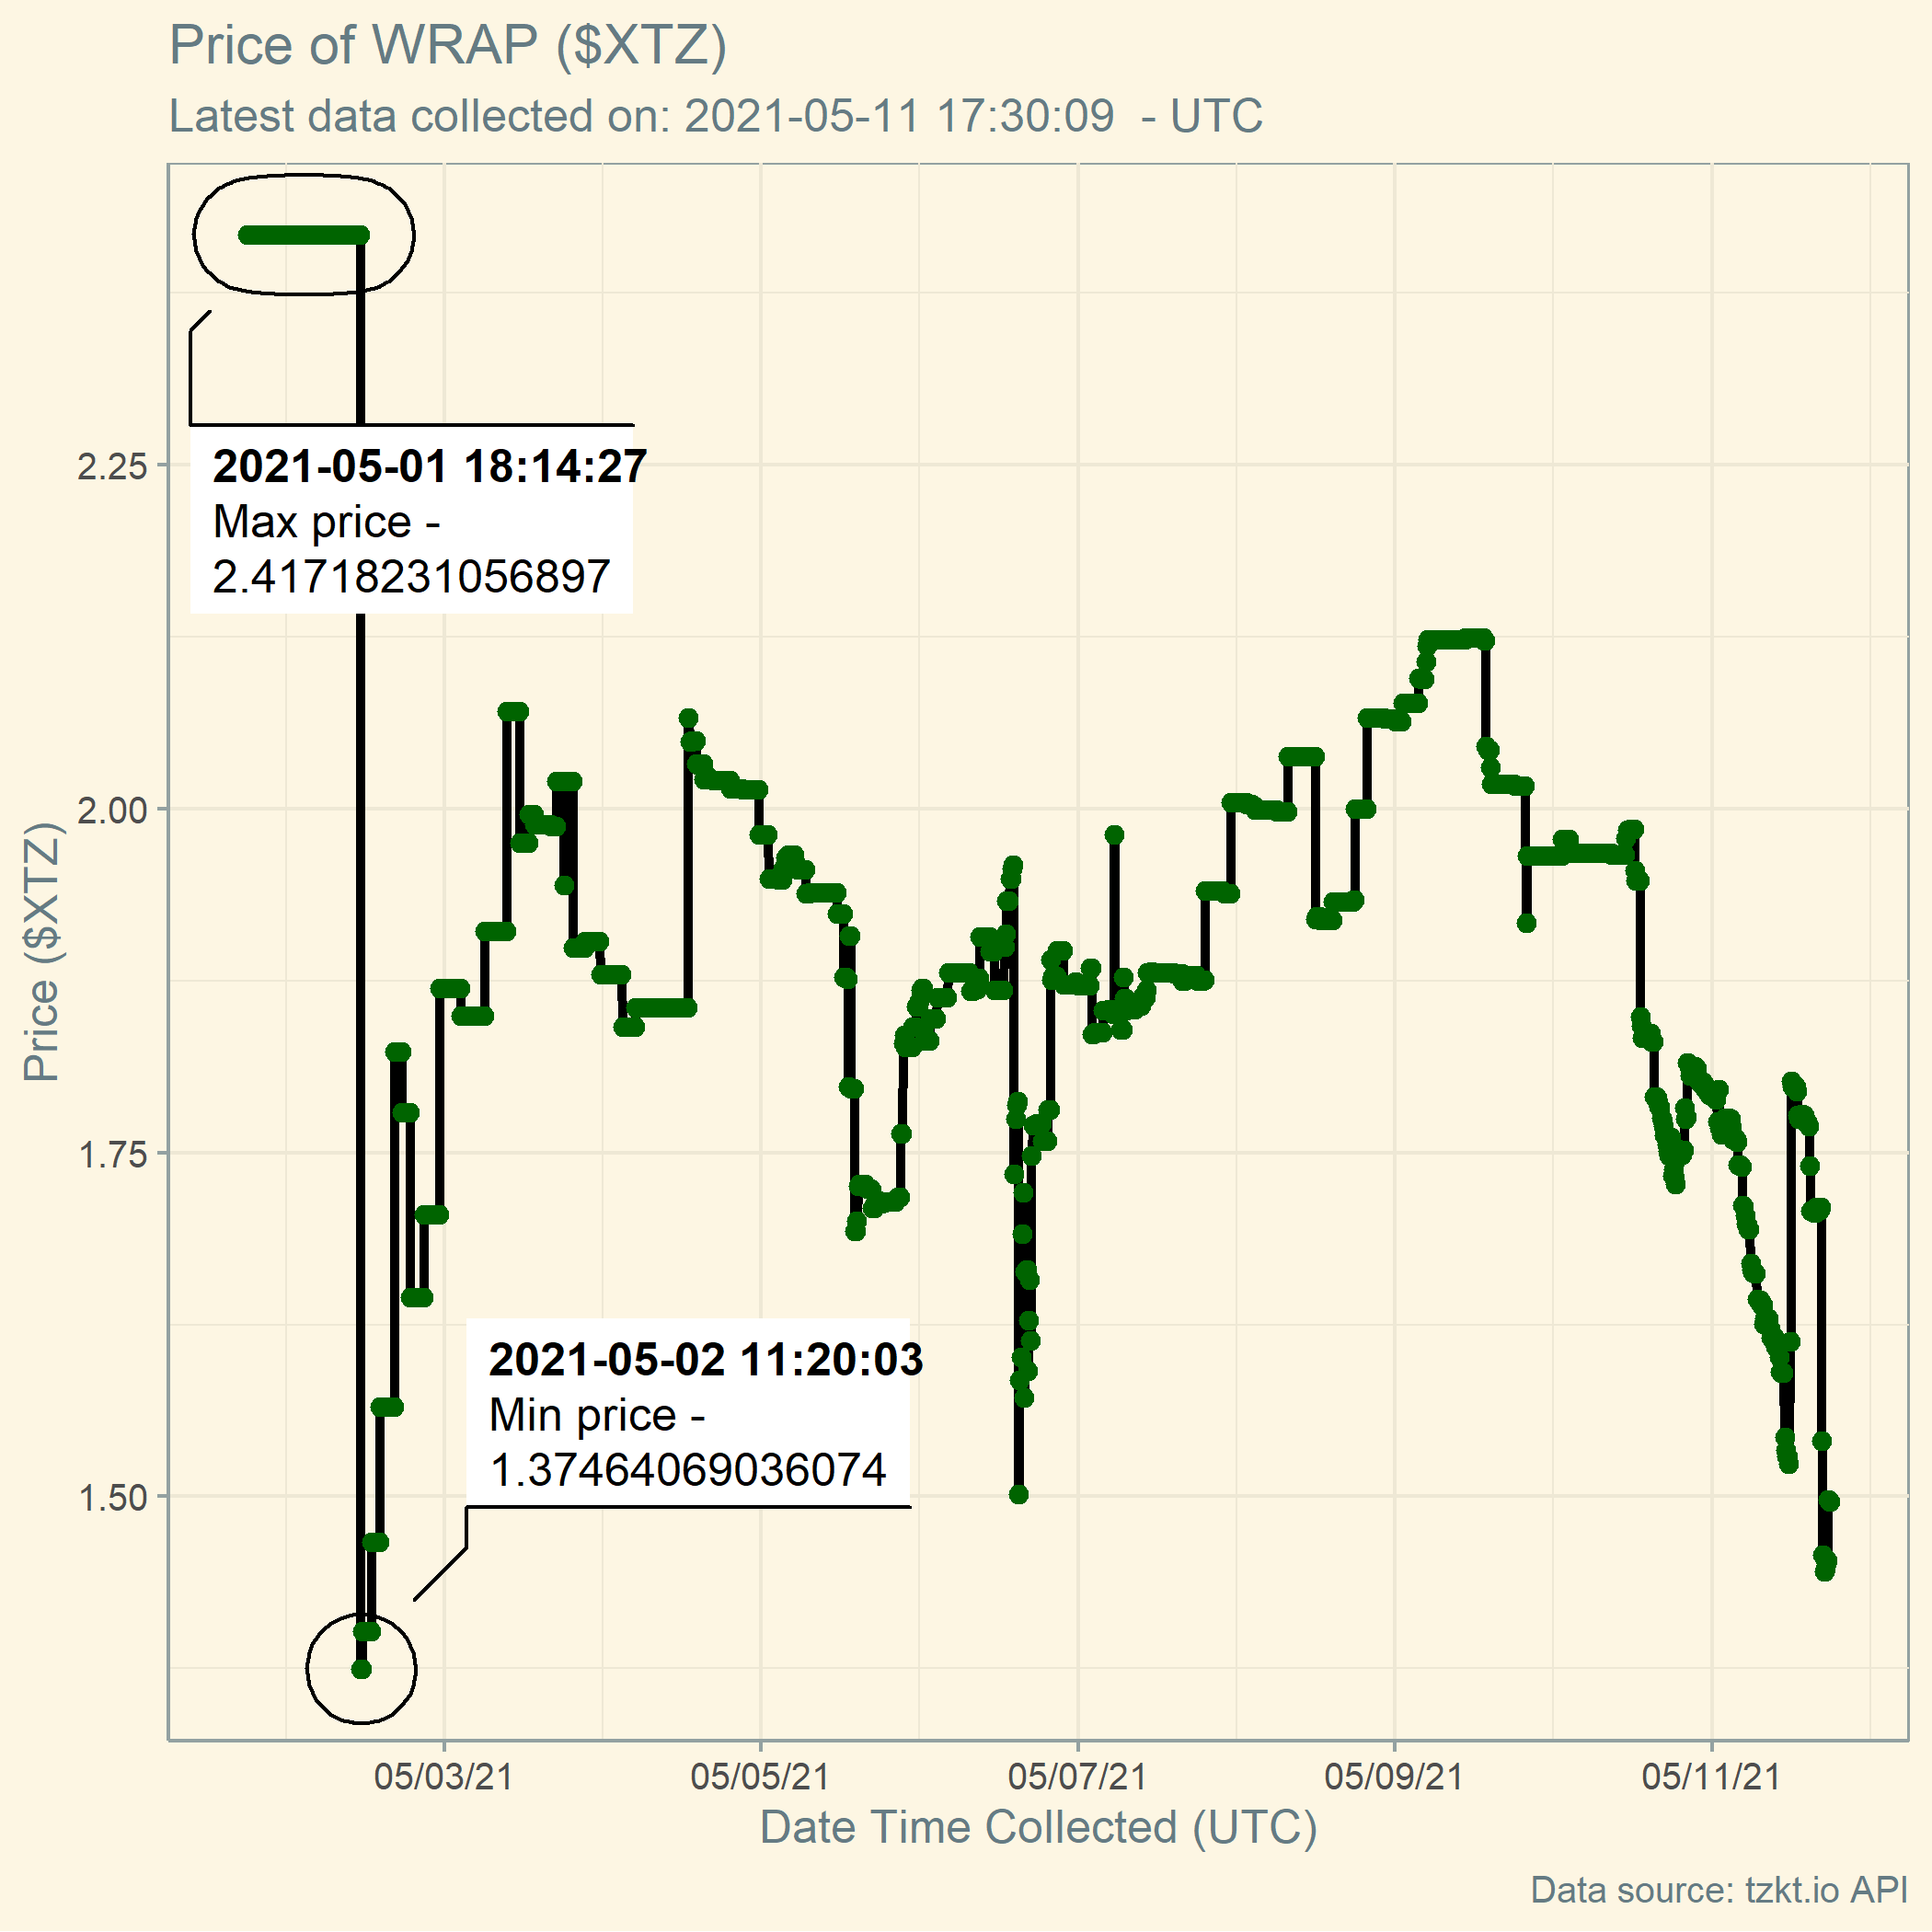 Price of WRAP ($XTZ)
Latest data collected on: 2021-05-11 17:30:09  - UTC
2021-05-01 18:14:27
Max price -
2.41718231056897
2021-05-02 11:20:03
Min price -
1.37464069036074
Price ($XTZ)
2.25
2.00
1.75
1.50
05/03/21
05/05/21
05/07/21
05/09/21
05/11/21
Date Time Collected (UTC)
Data source: tzkt.io API